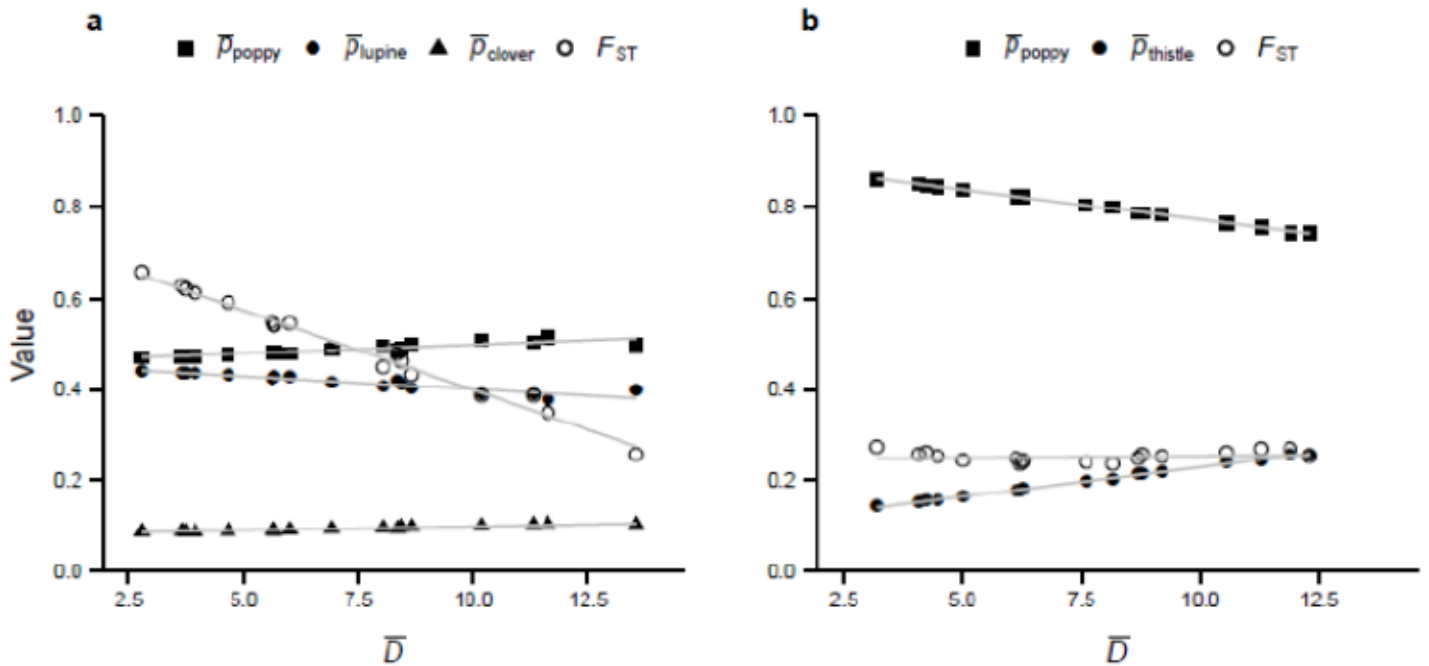 a
■ p̅poppy ● p̅lupine ▲ p̅clover ○ FST
1.0
0.8
0.6
0.4
0.2
0.0
Value
2.5 5.0 7.5 10.0 12.5
D̅
b
■ p̅poppy ● p̅thistle ○ FST
1.0
0.8
0.6
0.4
0.2
0.0
2.5 5.0 7.5 10.0 12.5
D̅